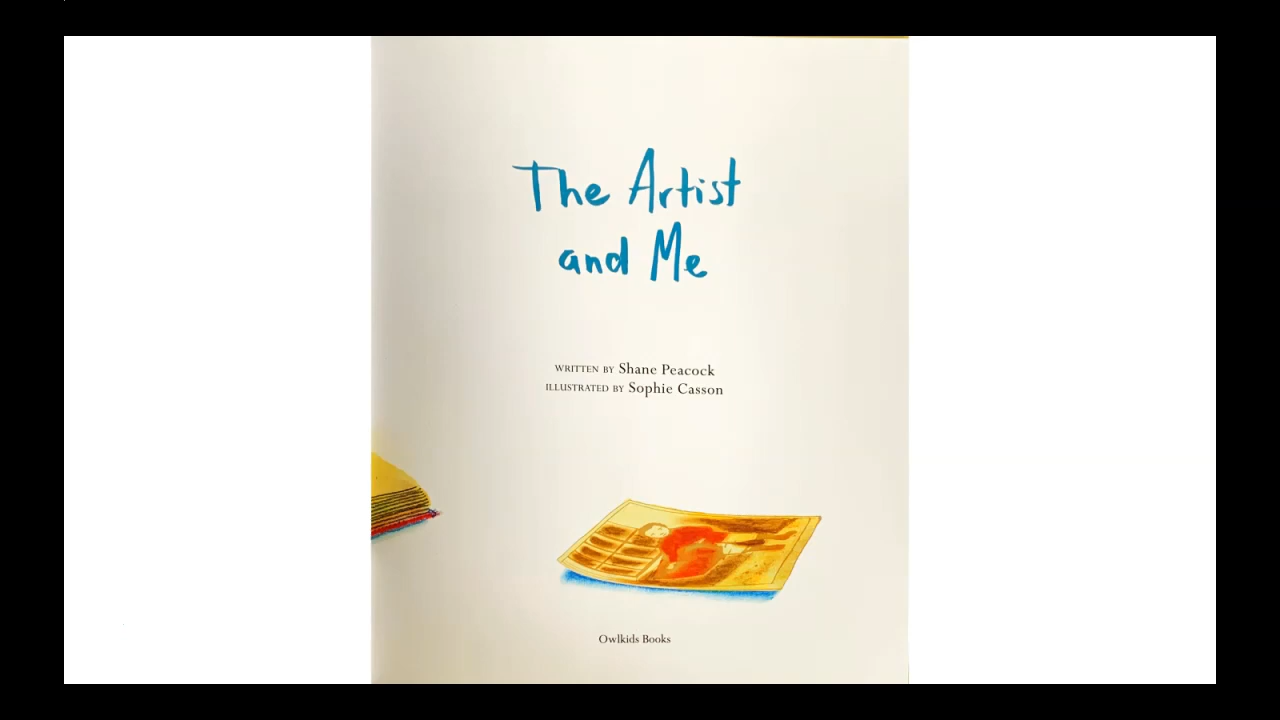 The Artist
and Me
WRITTEN BY Shane Peacock
ILLUSTRATED BY Sophie Casson
Owlkids Books